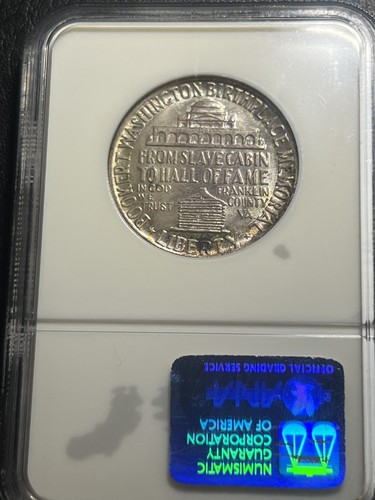 BOOKER T. WASHINGTON BIRTHPLACE MEMORIAL
FROM SLAVE CABIN
TO HALL OF FAME
IN GOD
WE
TRUST
FRANKLIN
COUNTY
VA.
LIBERTY
OFFICIAL GRADING SERVICE
ANA
NUMISMATIC
GUARANTY
CORPORATION
OF AMERICA